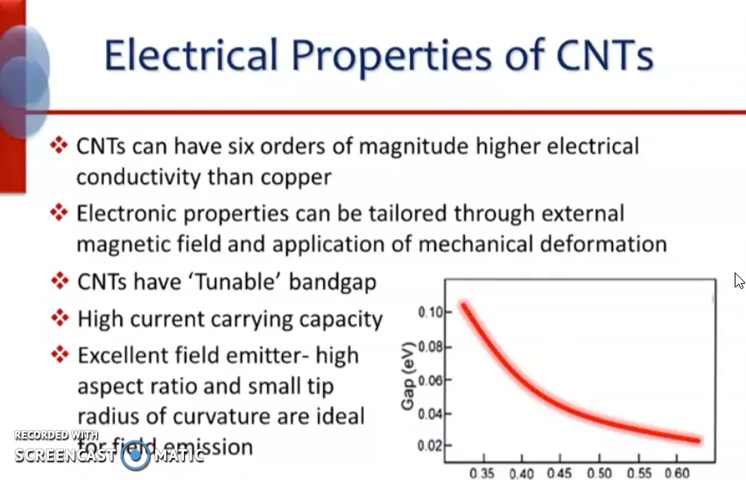 Electrical Properties of CNTs
❖ CNTs can have six orders of magnitude higher electrical
conductivity than copper
❖ Electronic properties can be tailored through external
magnetic field and application of mechanical deformation
❖ CNTs have ‘Tunable’ bandgap
❖ High current carrying capacity
❖ Excellent field emitter- high
aspect ratio and small tip
radius of curvature are ideal
for field emission
RECORDED WITH
SCREENCAST MATIC
Gap (eV)
0.10
0.08
0.06
0.04
0.02
0.35 0.40 0.45 0.50 0.55 0.60